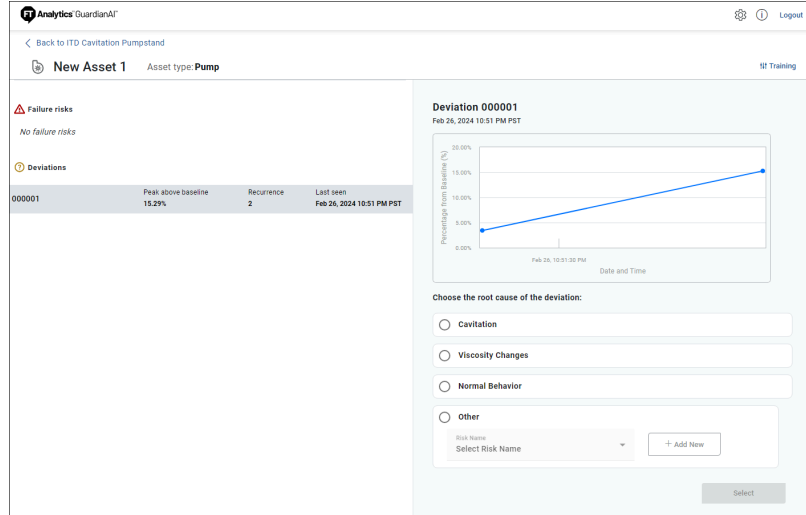 FT Analytics™ GuardianAI™
Logout
Back to ITD Cavitation Pumpstand
New Asset 1
Asset type: Pump
Training
Failure risks
No failure risks
Deviations
000001
Peak above baseline
15.29%
Recurrence
2
Last seen
Feb 26, 2024 10:51 PM PST
Deviation 000001
Feb 26, 2024 10:51 PM PST
Percentage from Baseline (%)
20.00%
15.00%
10.00%
5.00%
0.00%
Feb 26, 10:51:30 PM
Date and Time
Choose the root cause of the deviation:
Cavitation
Viscosity Changes
Normal Behavior
Other
Risk Name
Select Risk Name
+ Add New
Select